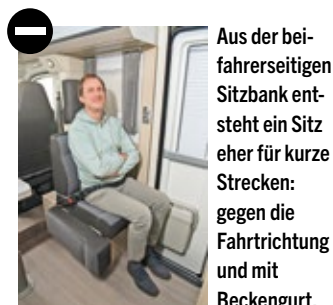 Aus der bei-
fahrerseitigen
Sitzbank ent-
steht ein Sitz
eher für kurze
Strecken:
gegen die
Fahrtrichtung
und mit
Beckengurt